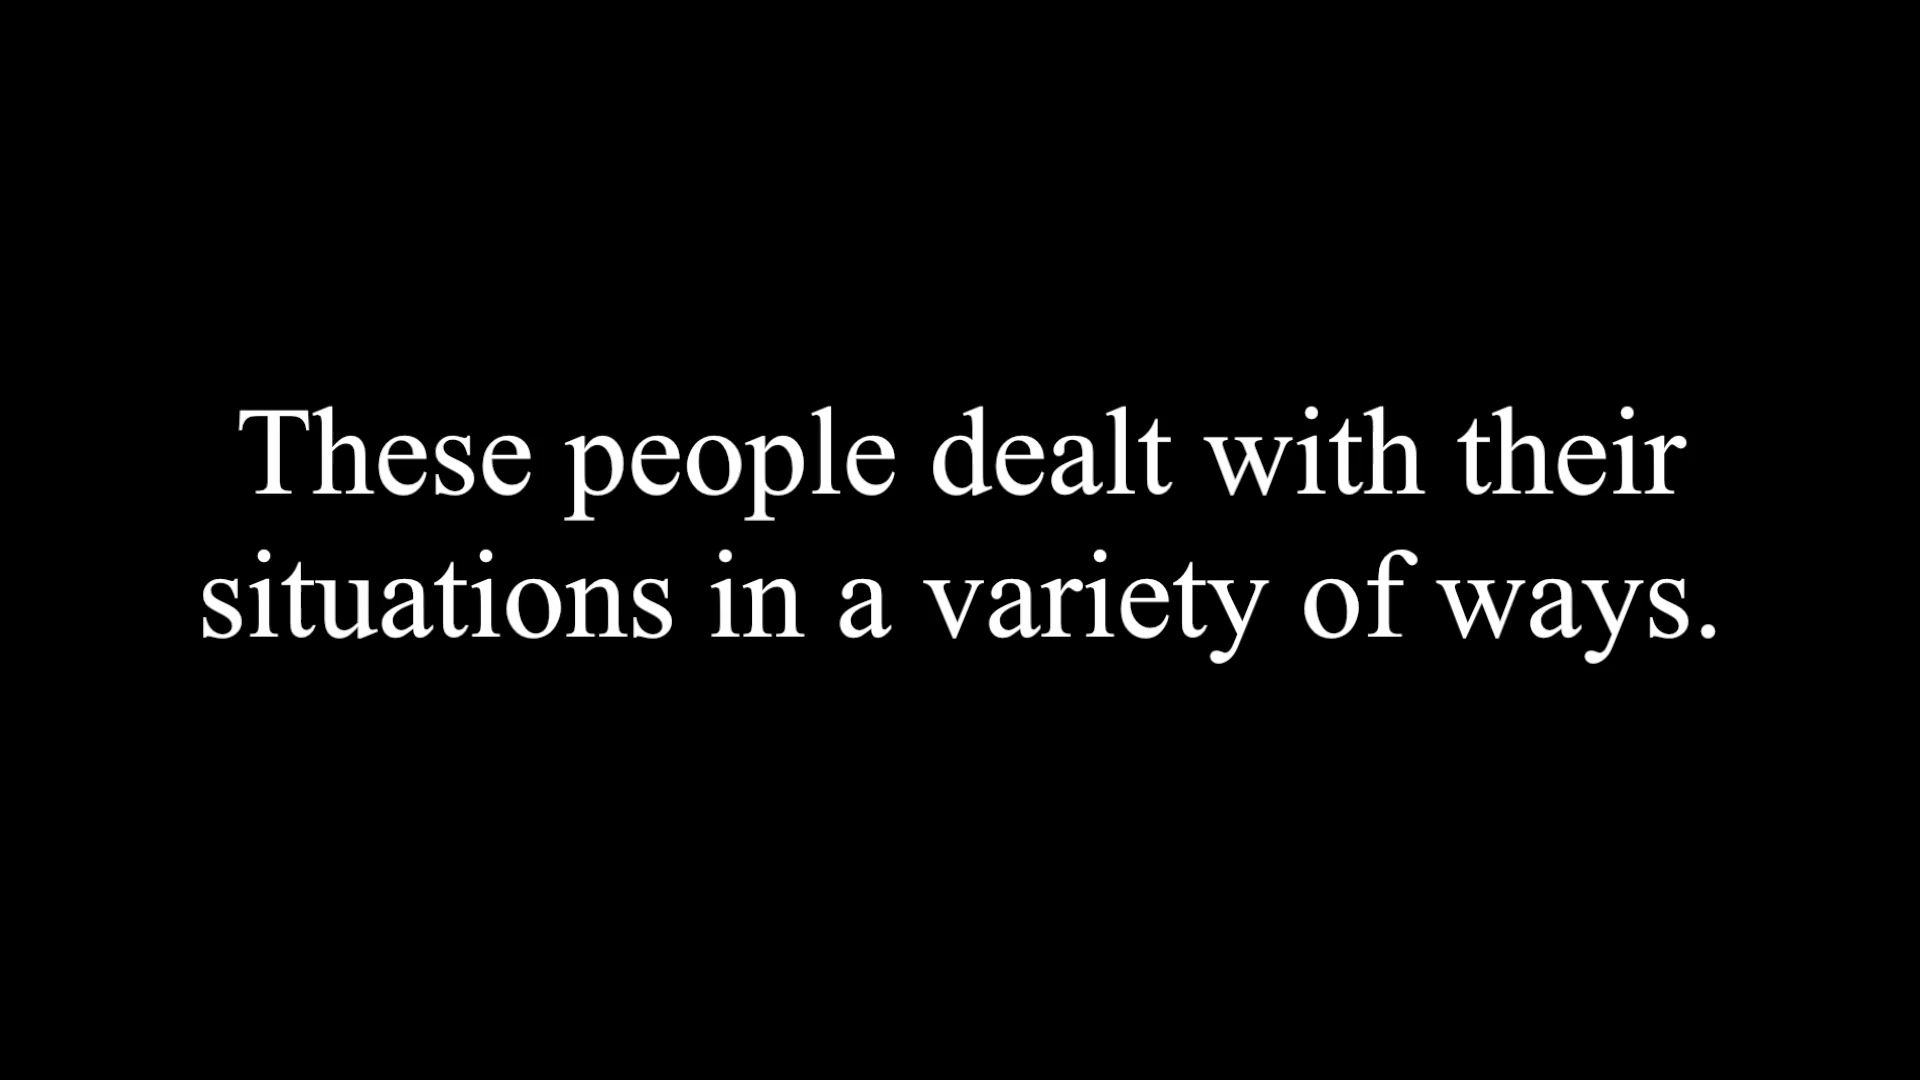 These people dealt with their
situations in a variety of ways.